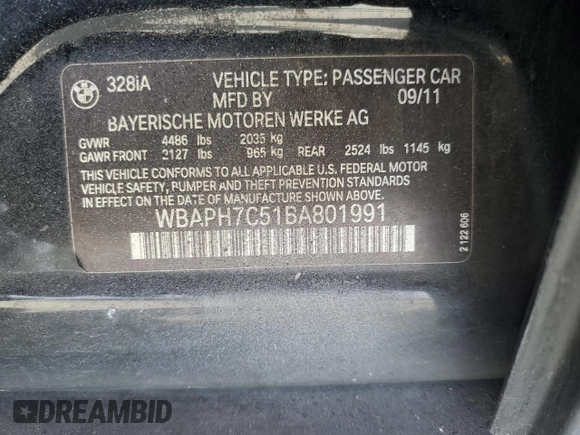 BMW
328iA VEHICLE TYPE: PASSENGER CAR
MFD BY 09/11
BAYERISCHE MOTOREN WERKE AG
GVWR 4486 lbs 2035 kg
GAWR FRONT 2127 lbs 965 kg REAR 2524 lbs 1145 kg
THIS VEHICLE CONFORMS TO ALL APPLICABLE U.S. FEDERAL MOTOR
VEHICLE SAFETY, BUMPER AND THEFT PREVENTION STANDARDS
IN EFFECT ON THE DATE OF MANUFACTURE SHOWN ABOVE.
WBAPH7C51BA801991
2 122 606
DREAMBID